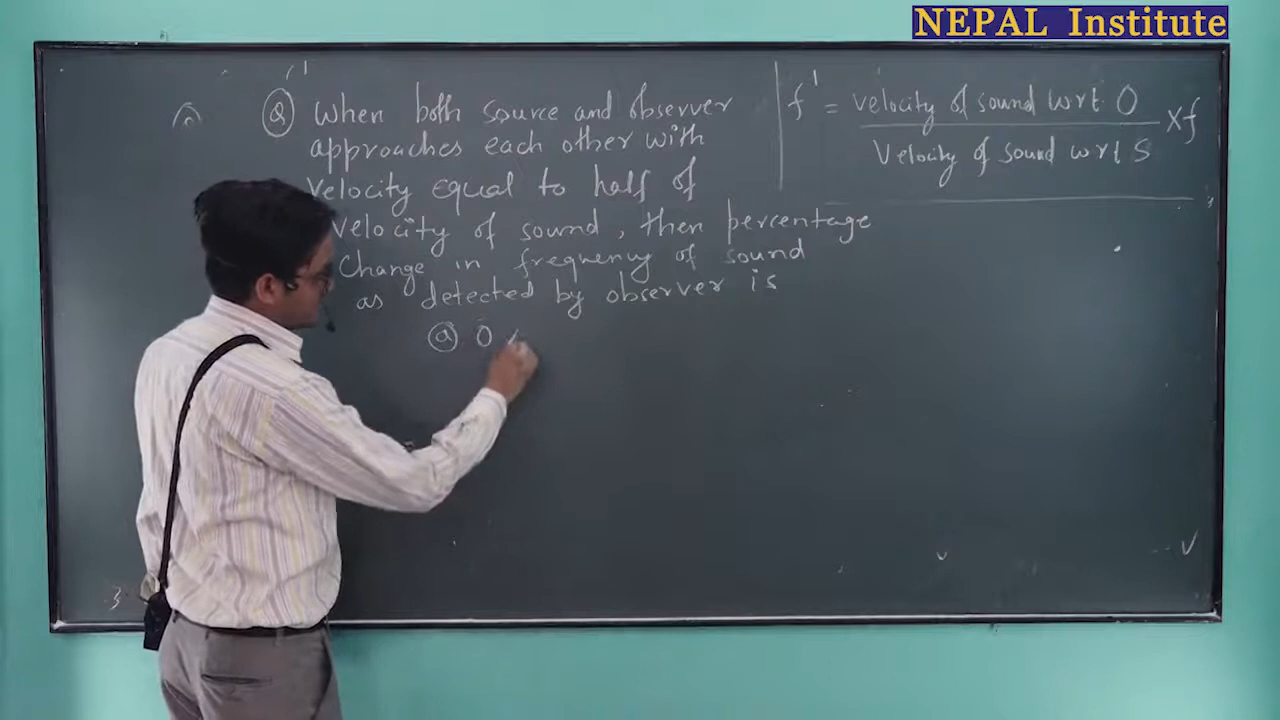 NEPAL Institute
Q When both source and observer
approaches each other with
velocity equal to half of
velocity of sound, then percentage
Change in frequency of sound
as detected by observer is
a 0
f' = velocity of sound wrt O
Velocity of sound wrt S
x f